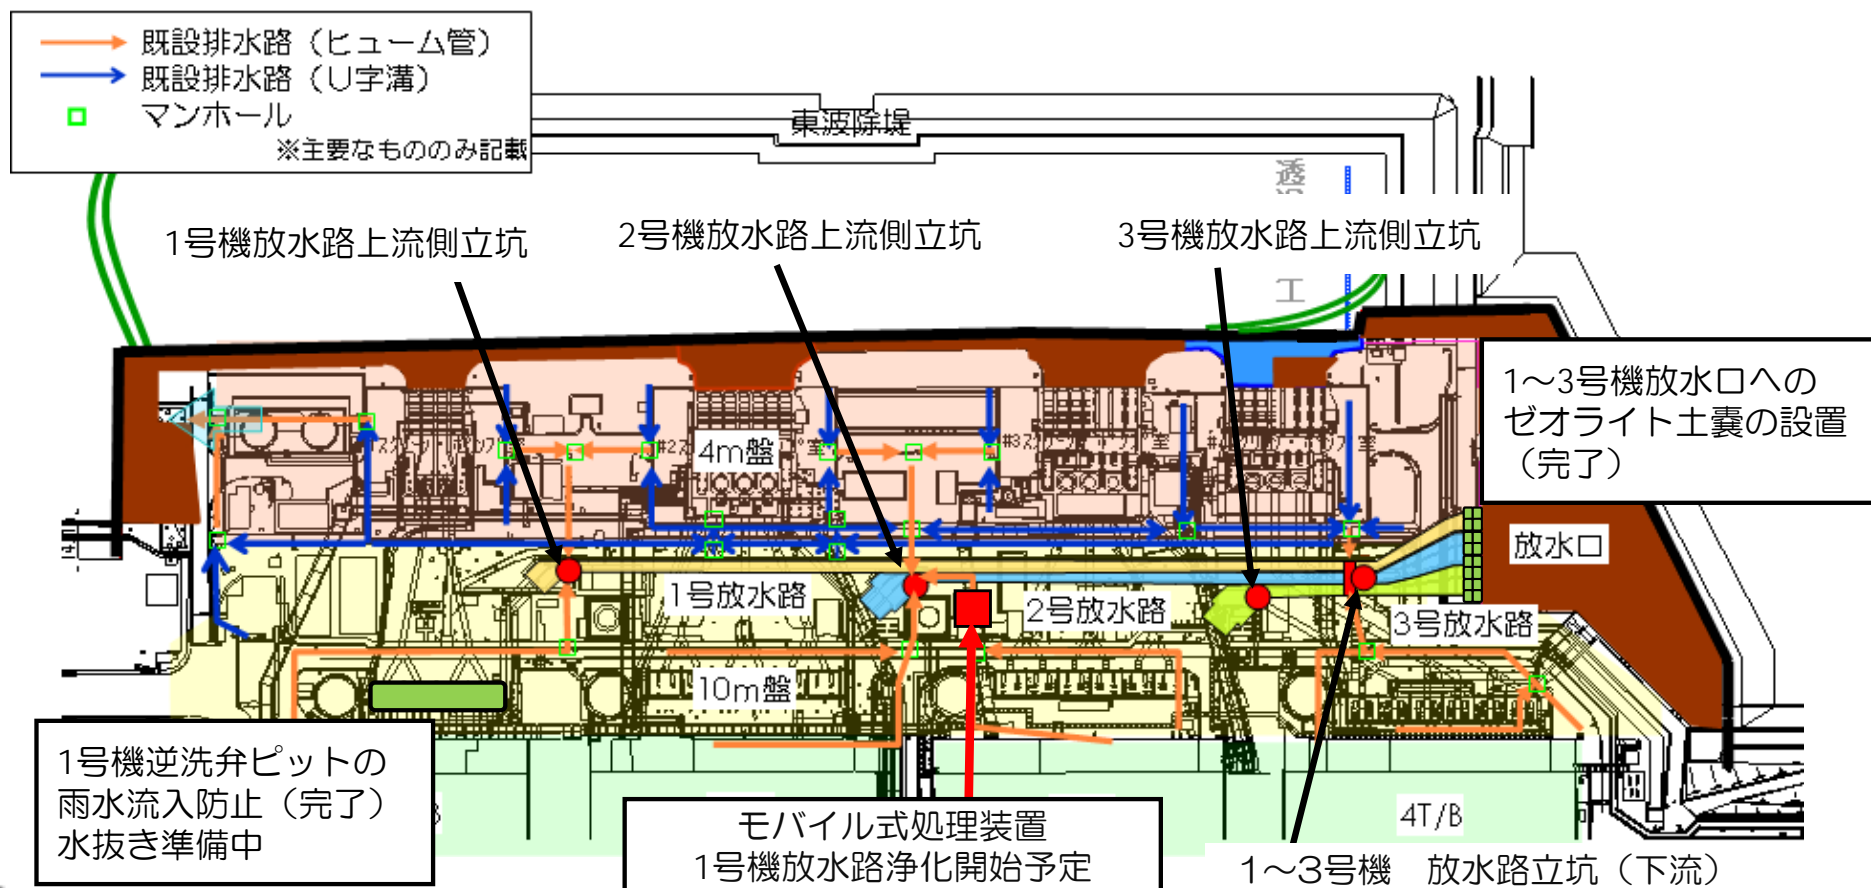 既設排水路（ヒューム管）
既設排水路（U字溝）
マンホール
※主要なもののみ記載
東波除堤
透
工
1号機放水路上流側立坑
2号機放水路上流側立坑
3号機放水路上流側立坑
1～3号機放水口への
ゼオライト土嚢の設置
（完了）
4m盤
放水口
1号放水路
2号放水路
3号放水路
10m盤
1号機逆洗弁ピットの
雨水流入防止（完了）
水抜き準備中
モバイル式処理装置
1号機放水路浄化開始予定
4T/B
1～3号機　放水路立坑（下流）